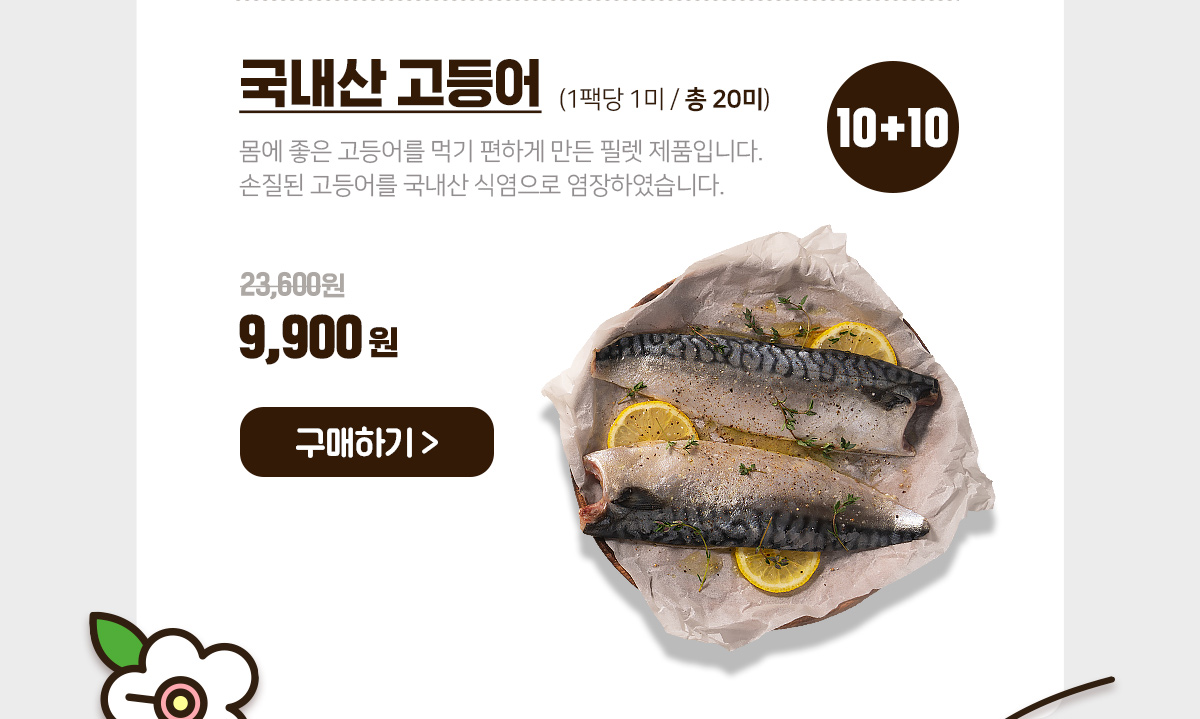 국내산 고등어 (1팩당 1미 / 총 20미)
10+10
몸에 좋은 고등어를 먹기 편하게 만든 필렛 제품입니다.
손질된 고등어를 국내산 식염으로 염장하였습니다.
23,600원
9,900 원
구매하기 >